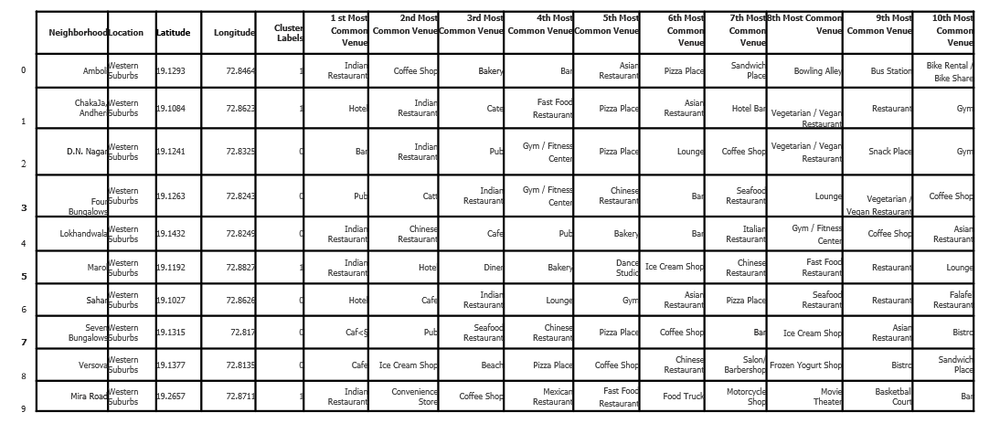 Neighborhood Location Latitude Longitude Cluster Labels 1 st Most Common Venue 2nd Most Common Venue 3rd Most Common Venue 4th Most Common Venue 5th Most Common Venue 6th Most Common Venue 7th Most Common Venue 8th Most Common Venue 9th Most Common Venue 10th Most Common Venue
0 Amboli Western Suburbs 19.1293 72.8464 1 Indian Restaurant Coffee Shop Bakery Bar Asian Restaurant Pizza Place Sandwich Place Bowling Alley Bus Station Bike Rental / Bike Share
1 ChakaJa, Andheri Western Suburbs 19.1084 72.8623 1 Hotel Indian Restaurant Cate Fast Food Restaurant Pizza Place Asian Restaurant Hotel Bar Vegetarian / Vegan Restaurant Restaurant Gym
2 D.N. Nagar Western Suburbs 19.1241 72.8325 0 Bar Indian Restaurant Pub Gym / Fitness Center Pizza Place Lounge Coffee Shop Vegetarian / Vegan Restaurant Snack Place Gym
3 Four Bungalows Western Suburbs 19.1263 72.8243 0 Pub Catt Indian Restaurant Gym / Fitness Center Chinese Restaurant Bar Seafood Restaurant Lounge Vegetarian / Vegan Restaurant Coffee Shop
4 Lokhandwala Western Suburbs 19.1432 72.8249 0 Indian Restaurant Chinese Restaurant Cafe Pub Bakery Bar Italian Restaurant Gym / Fitness Center Coffee Shop Asian Restaurant
5 Marol Western Suburbs 19.1192 72.8827 1 Indian Restaurant Hotel Diner Bakery Dance Studio Ice Cream Shop Chinese Restaurant Fast Food Restaurant Restaurant Lounge
6 Sahar Western Suburbs 19.1027 72.8626 0 Hotel Cafe Indian Restaurant Lounge Gym Asian Restaurant Pizza Place Seafood Restaurant Restaurant Falafel Restaurant
7 Seven Bungalows Western Suburbs 19.1315 72.817 0 Caf<§ Pub Seafood Restaurant Chinese Restaurant Pizza Place Coffee Shop Bar Ice Cream Shop Asian Restaurant Bistro
8 Versova Western Suburbs 19.1377 72.8135 0 Cafe Ice Cream Shop Beach Pizza Place Coffee Shop Chinese Restaurant Salon/ Barbershop Frozen Yogurt Shop Bistro Sandwich Place
9 Mira Road Western Suburbs 19.2657 72.8711 1 Indian Restaurant Convenience Store Coffee Shop Mexican Restaurant Fast Food Restaurant Food Truck Motorcycle Shop Movie Theater Basketball Court Bar